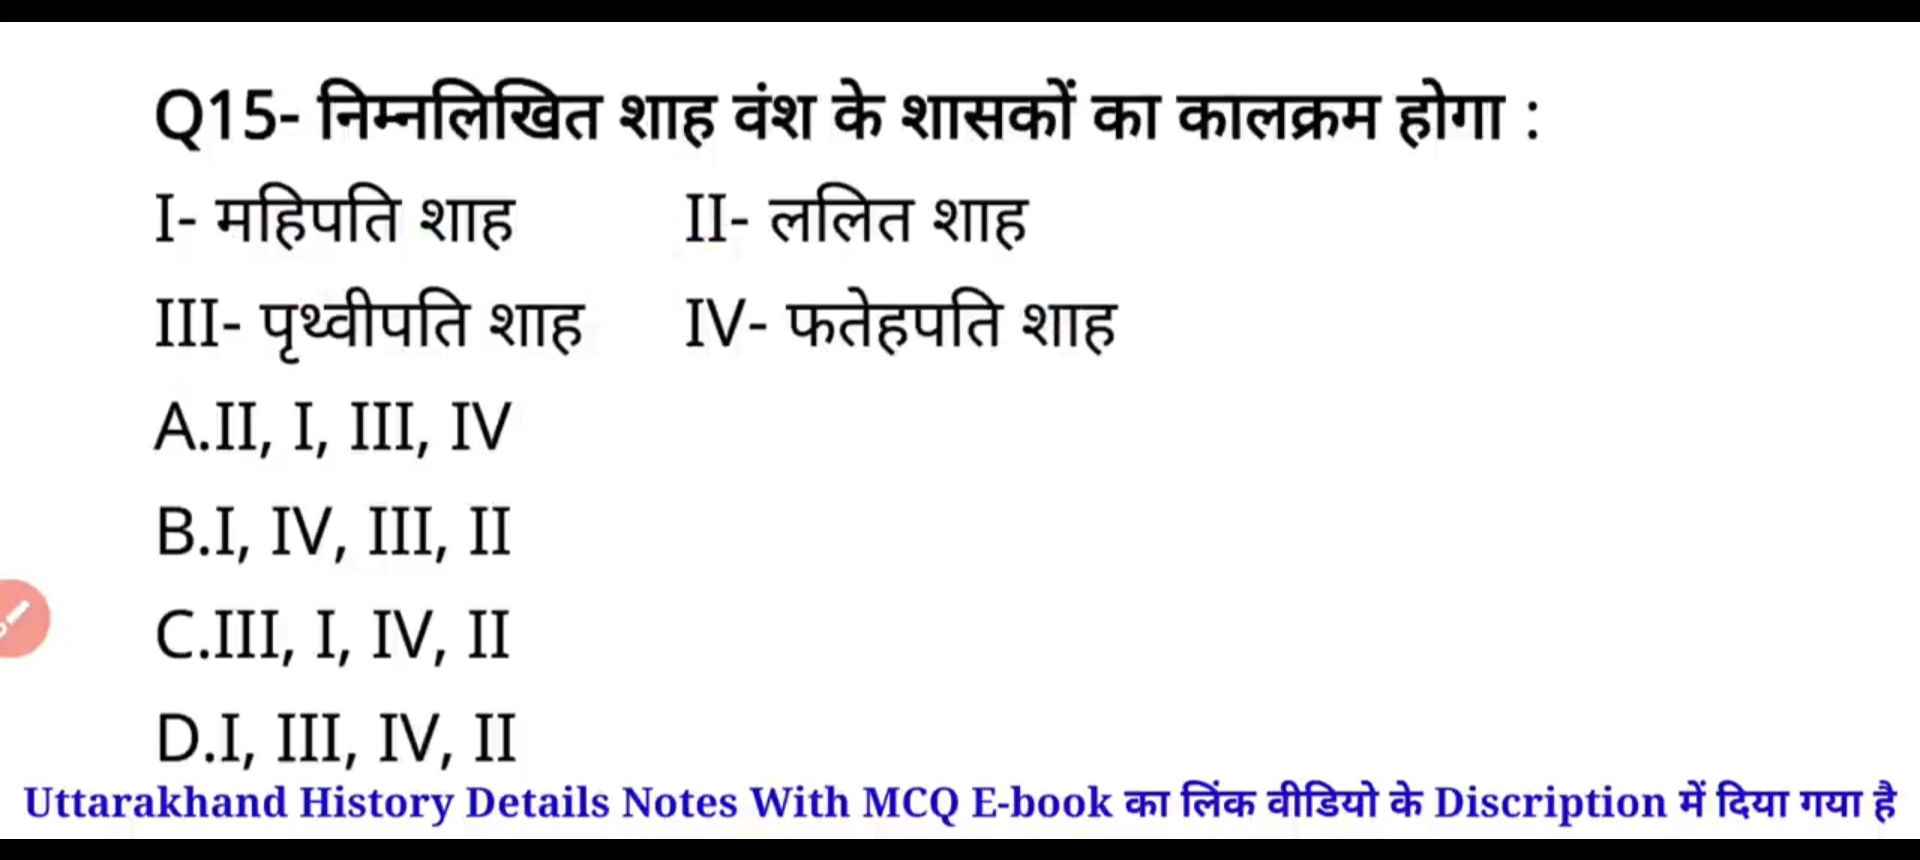 Q15- निम्नलिखित शाह वंश के शासकों का कालक्रम होगा :
I- महिपति शाह II- ललित शाह
III- पृथ्वीपति शाह IV- फतेहपति शाह
A.II, I, III, IV
B.I, IV, III, II
C.III, I, IV, II
D.I, III, IV, II
Uttarakhand History Details Notes With MCQ E-book का लिंक वीडियो के Discription में दिया गया है